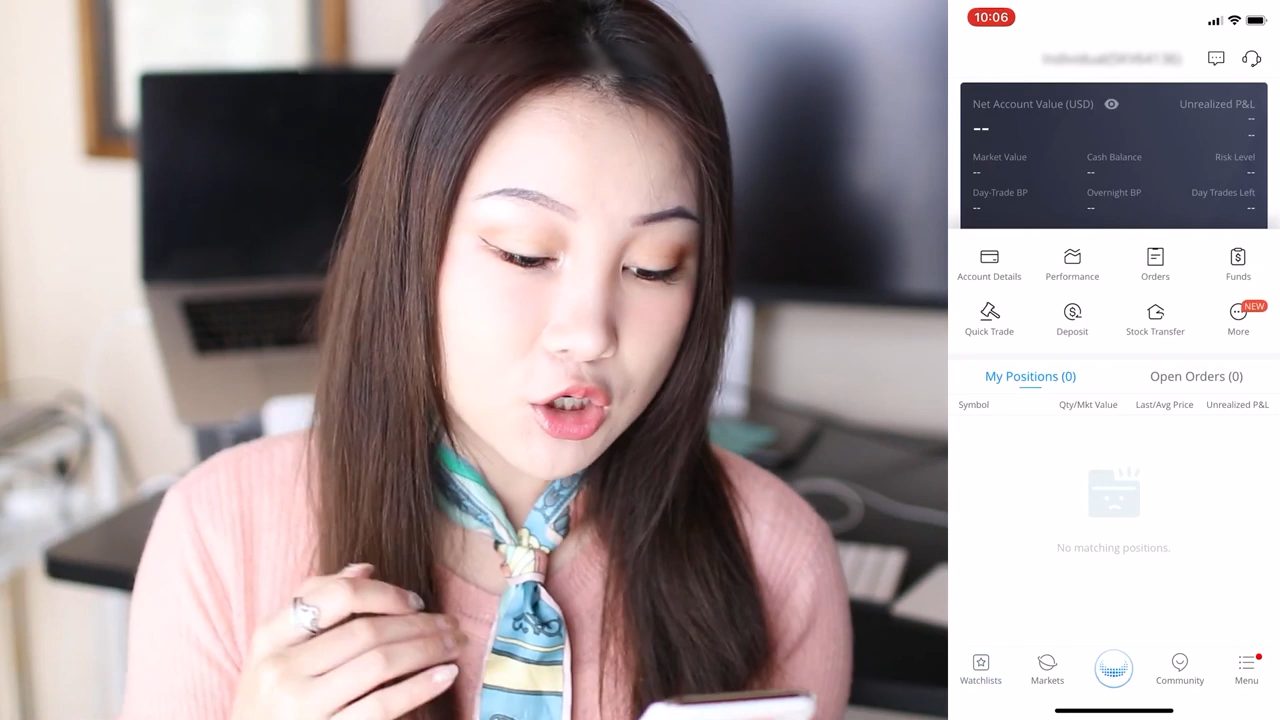 10:06
Net Account Value (USD) Unrealized P&L
--
--
--
Market Value Cash Balance Risk Level
-- -- --
Day-Trade BP Overnight BP Day Trades Left
-- -- --
Account Details Performance Orders Funds
NEW
Quick Trade Deposit Stock Transfer More
My Positions (0) Open Orders (0)
Symbol Qty/Mkt Value Last/Avg Price Unrealized P&L
No matching positions.
Watchlists Markets Community Menu